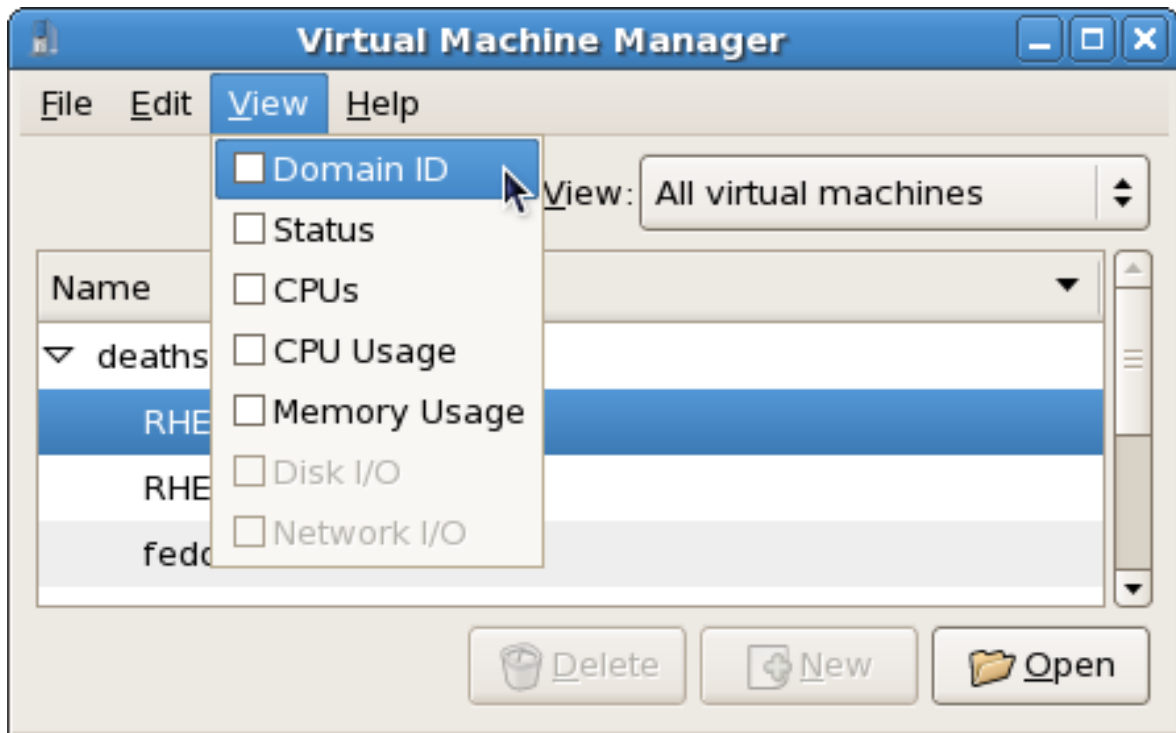 Virtual Machine Manager
File Edit View Help
Domain ID
View: All virtual machines
Status
Name
CPUs
deaths
CPU Usage
RHE
Memory Usage
RHE
Disk I/O
Network I/O
Delete New Open